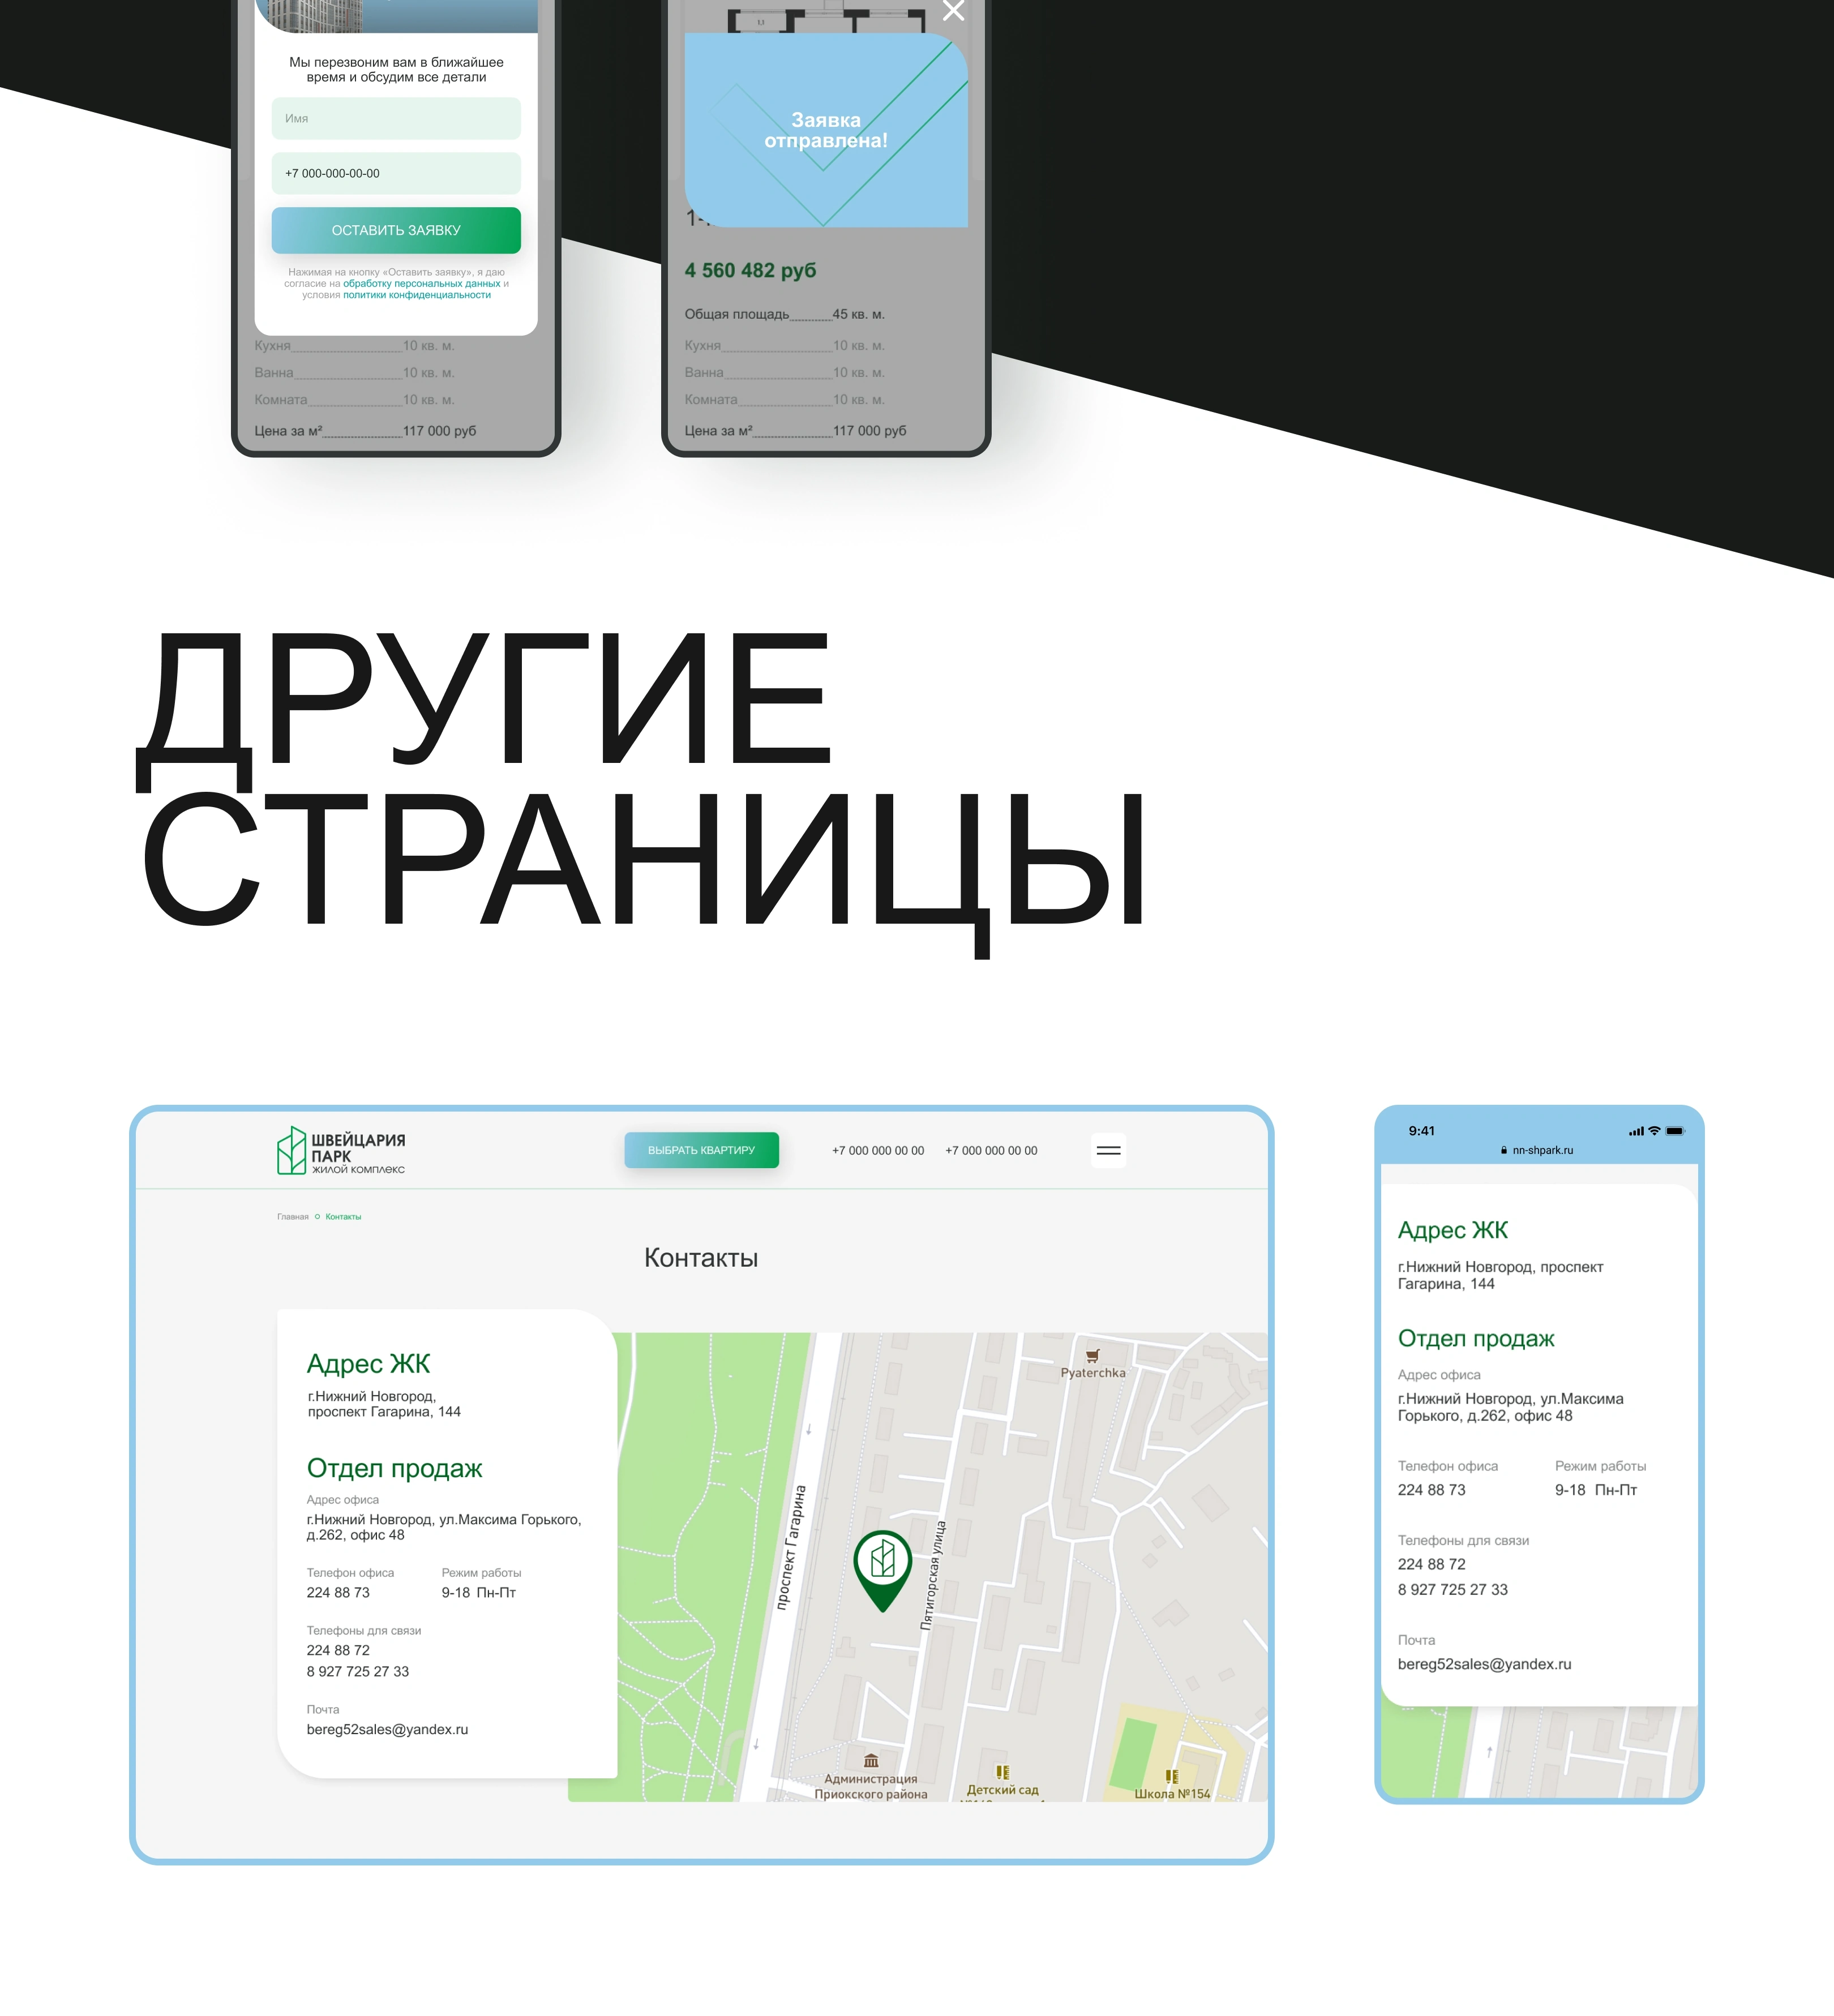 Мы перезвоним вам в ближайшее
время и обсудим все детали
Имя
+7 000-000-00-00
ОСТАВИТЬ ЗАЯВКУ
Нажимая на кнопку «Оставить заявку», я даю
согласие на обработку персональных данных и
условия политики конфиденциальности
Кухня 10 кв. м.
Ванна 10 кв. м.
Комната 10 кв. м.
Цена за м² 117 000 руб
1.1
Заявка
отправлена!
4 560 482 руб
Общая площадь 45 кв. м.
Кухня 10 кв. м.
Ванна 10 кв. м.
Комната 10 кв. м.
Цена за м² 117 000 руб
ДРУГИЕ
СТРАНИЦЫ
ШВЕЙЦАРИЯ
ПАРК
ЖИЛОЙ КОМПЛЕКС
ВЫБРАТЬ КВАРТИРУ
+7 000 000 00 00 +7 000 000 00 00
Главная Контакты
Контакты
Адрес ЖК
г.Нижний Новгород,
проспект Гагарина, 144
Отдел продаж
Адрес офиса
г.Нижний Новгород, ул.Максима Горького,
д.262, офис 48
Телефон офиса Режим работы
224 88 73 9-18 Пн-Пт
Телефоны для связи
224 88 72
8 927 725 27 33
Почта
bereg52sales@yandex.ru
Pyaterchka
проспект Гагарина
Пятигорская улица
Администрация
Приокского района
Детский сад
Школа №154
9:41
nn-shpark.ru
Адрес ЖК
г.Нижний Новгород, проспект
Гагарина, 144
Отдел продаж
Адрес офиса
г.Нижний Новгород, ул.Максима
Горького, д.262, офис 48
Телефон офиса Режим работы
224 88 73 9-18 Пн-Пт
Телефоны для связи
224 88 72
8 927 725 27 33
Почта
bereg52sales@yandex.ru